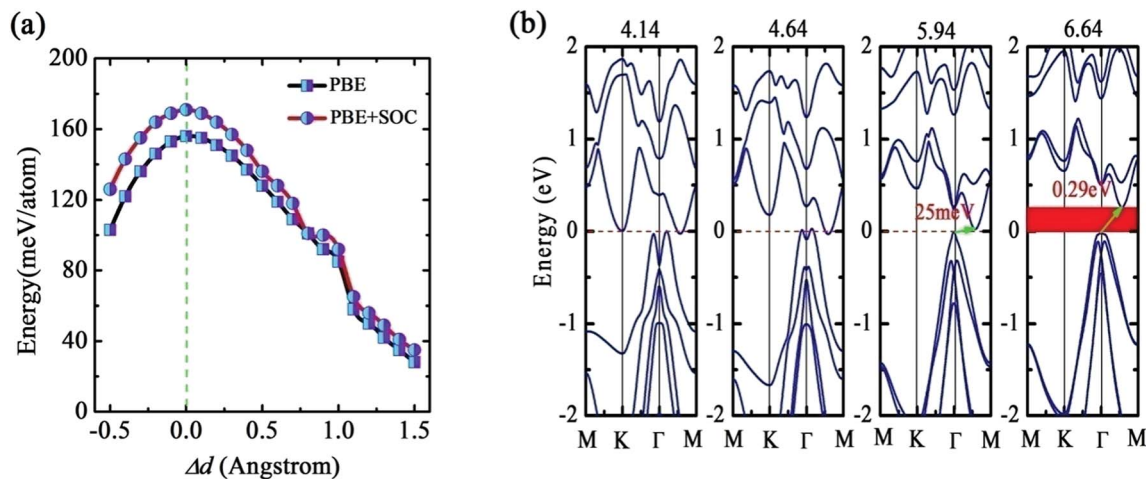 (a)
200
160
120
80
40
0
Energy(meV/atom)
PBE
PBE+SOC
-0.5 0.0 0.5 1.0 1.5
Δd (Angstrom)
(b)
4.14 4.64 5.94 6.64
2 2 2 2
1 1 1 1
0 0 0 0
-1 -1 -1 -1
-2 -2 -2 -2
Energy (eV)
25meV
0.29eV
M K Γ M M K Γ M M K Γ M M K Γ M